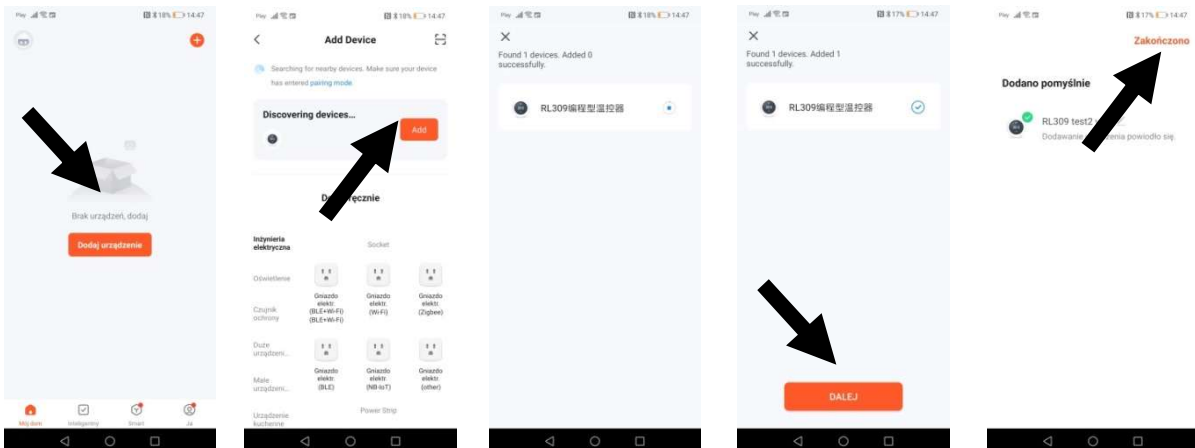 Play 14:47
Brak urządzeń, dodaj
Dodaj urządzenie
Mój dom Inteligentny Smart Ja
Play 18% 14:47
Add Device
Searching for nearby devices. Make sure your device
has entered pairing mode.
Discovering devices...
Add
Inżynieria
elektryczna
Socket
Oświetlenie
Czujnik
ochrony
Duże
urządzeni...
Małe
urządzeni...
Urządzenie
kuchenne
Gniazdo
elektr.
(BLE+Wi-Fi)
(BLE+Wi-Fi)
Gniazdo
elektr.
(Wi-Fi)
Gniazdo
elektr.
(Zigbee)
Gniazdo
elektr.
(BLE)
Gniazdo
elektr.
(NB-IoT)
Gniazdo
elektr.
(other)
Power Strip
Play 18% 14:47
Found 1 devices. Added 0
successfully.
RL309编程型温控器
Play 17% 14:47
Found 1 devices. Added 1
successfully.
RL309编程型温控器
DALEJ
Play 17% 14:47
Zakończono
Dodano pomyślnie
RL309 test2
Dodawanie powiodło się